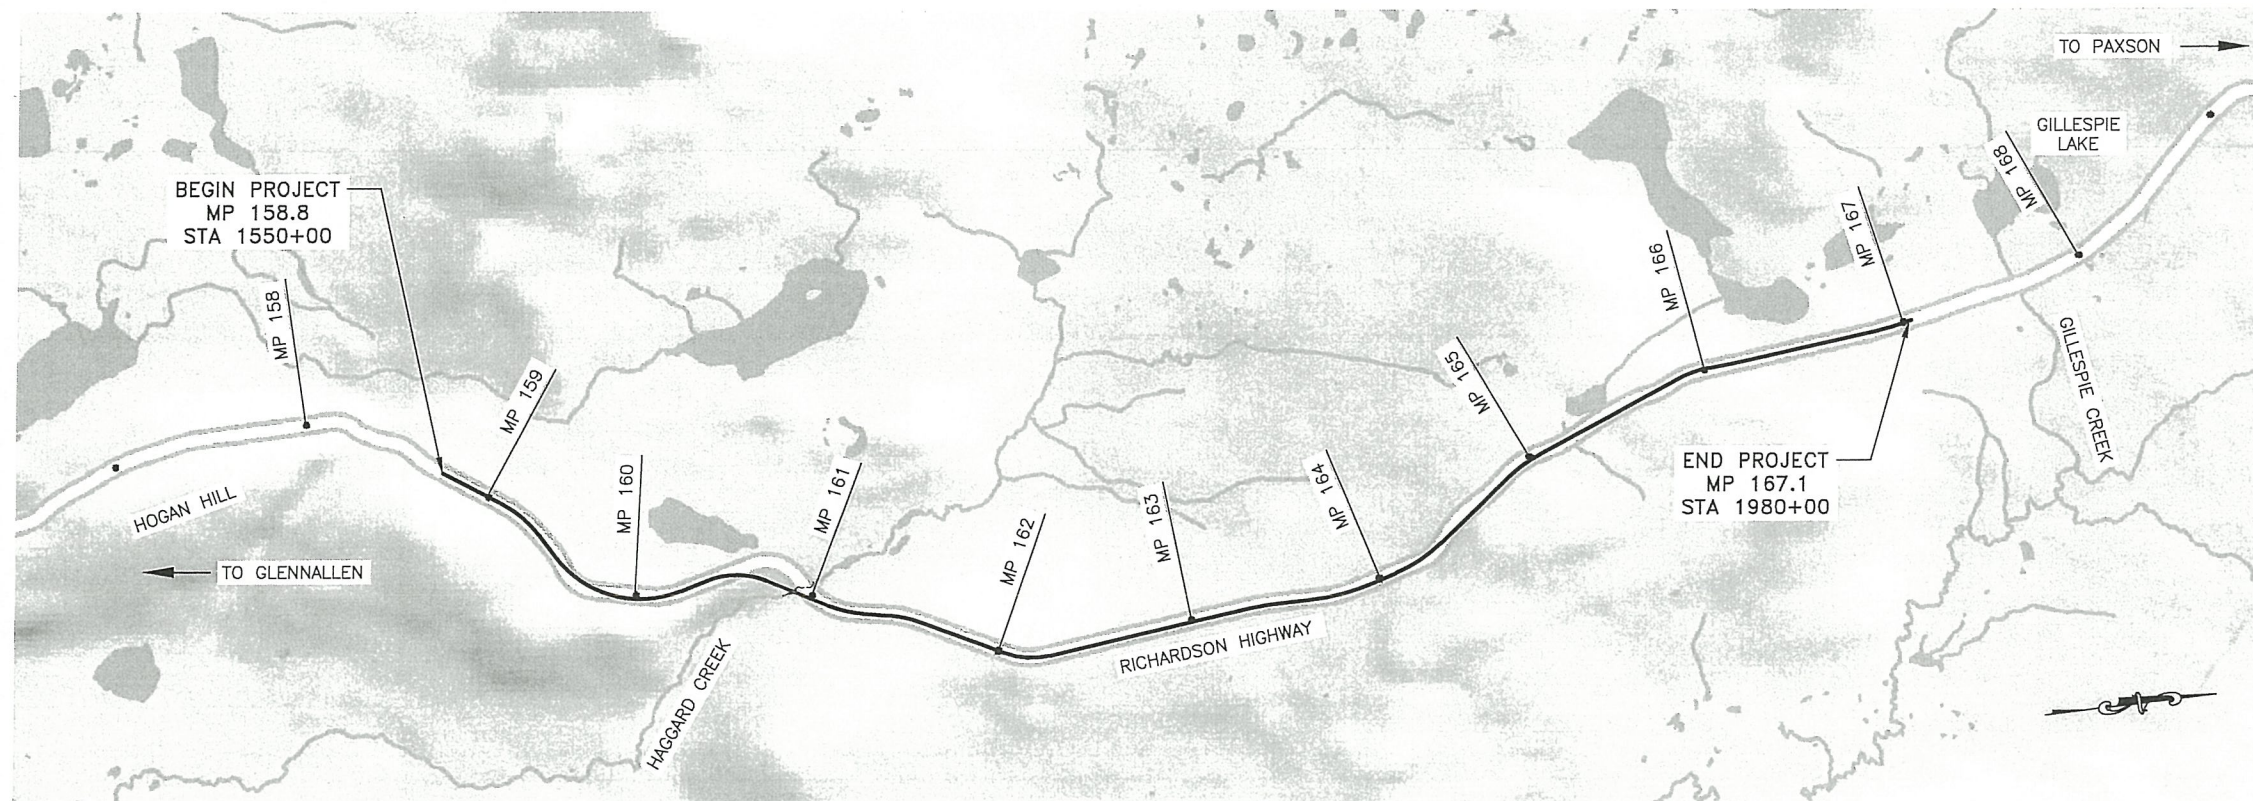 TO PAXSON
GILLESPIE
LAKE
MP 168
BEGIN PROJECT
MP 158.8
STA 1550+00
MP 167
MP 166
MP 158
MP 165
MP 159
GILLESPIE CREEK
MP 160
MP 161
MP 164
END PROJECT
MP 167.1
STA 1980+00
MP 163
MP 162
HOGAN HILL
TO GLENNALLEN
RICHARDSON HIGHWAY
HAGGARD CREEK